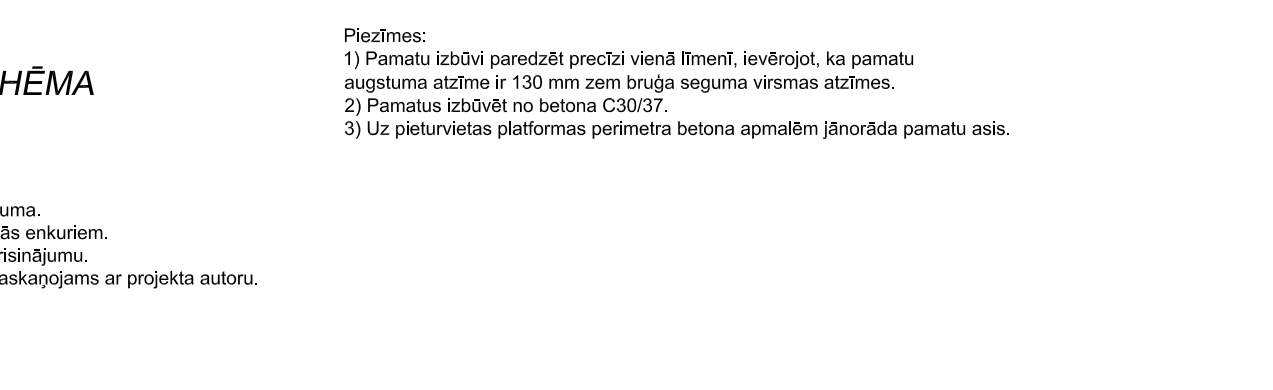 Piezīmes:
1) Pamatu izbūvi paredzēt precīzi vienā līmenī, ievērojot, ka pamatu
augstuma atzīme ir 130 mm zem bruģa seguma virsmas atzīmes.
2) Pamatus izbūvēt no betona C30/37.
3) Uz pieturvietas platformas perimetra betona apmalēm jānorāda pamatu asis.
HĒMA
uma.
ās enkuriem.
risinājumu.
askaņojams ar projekta autoru.